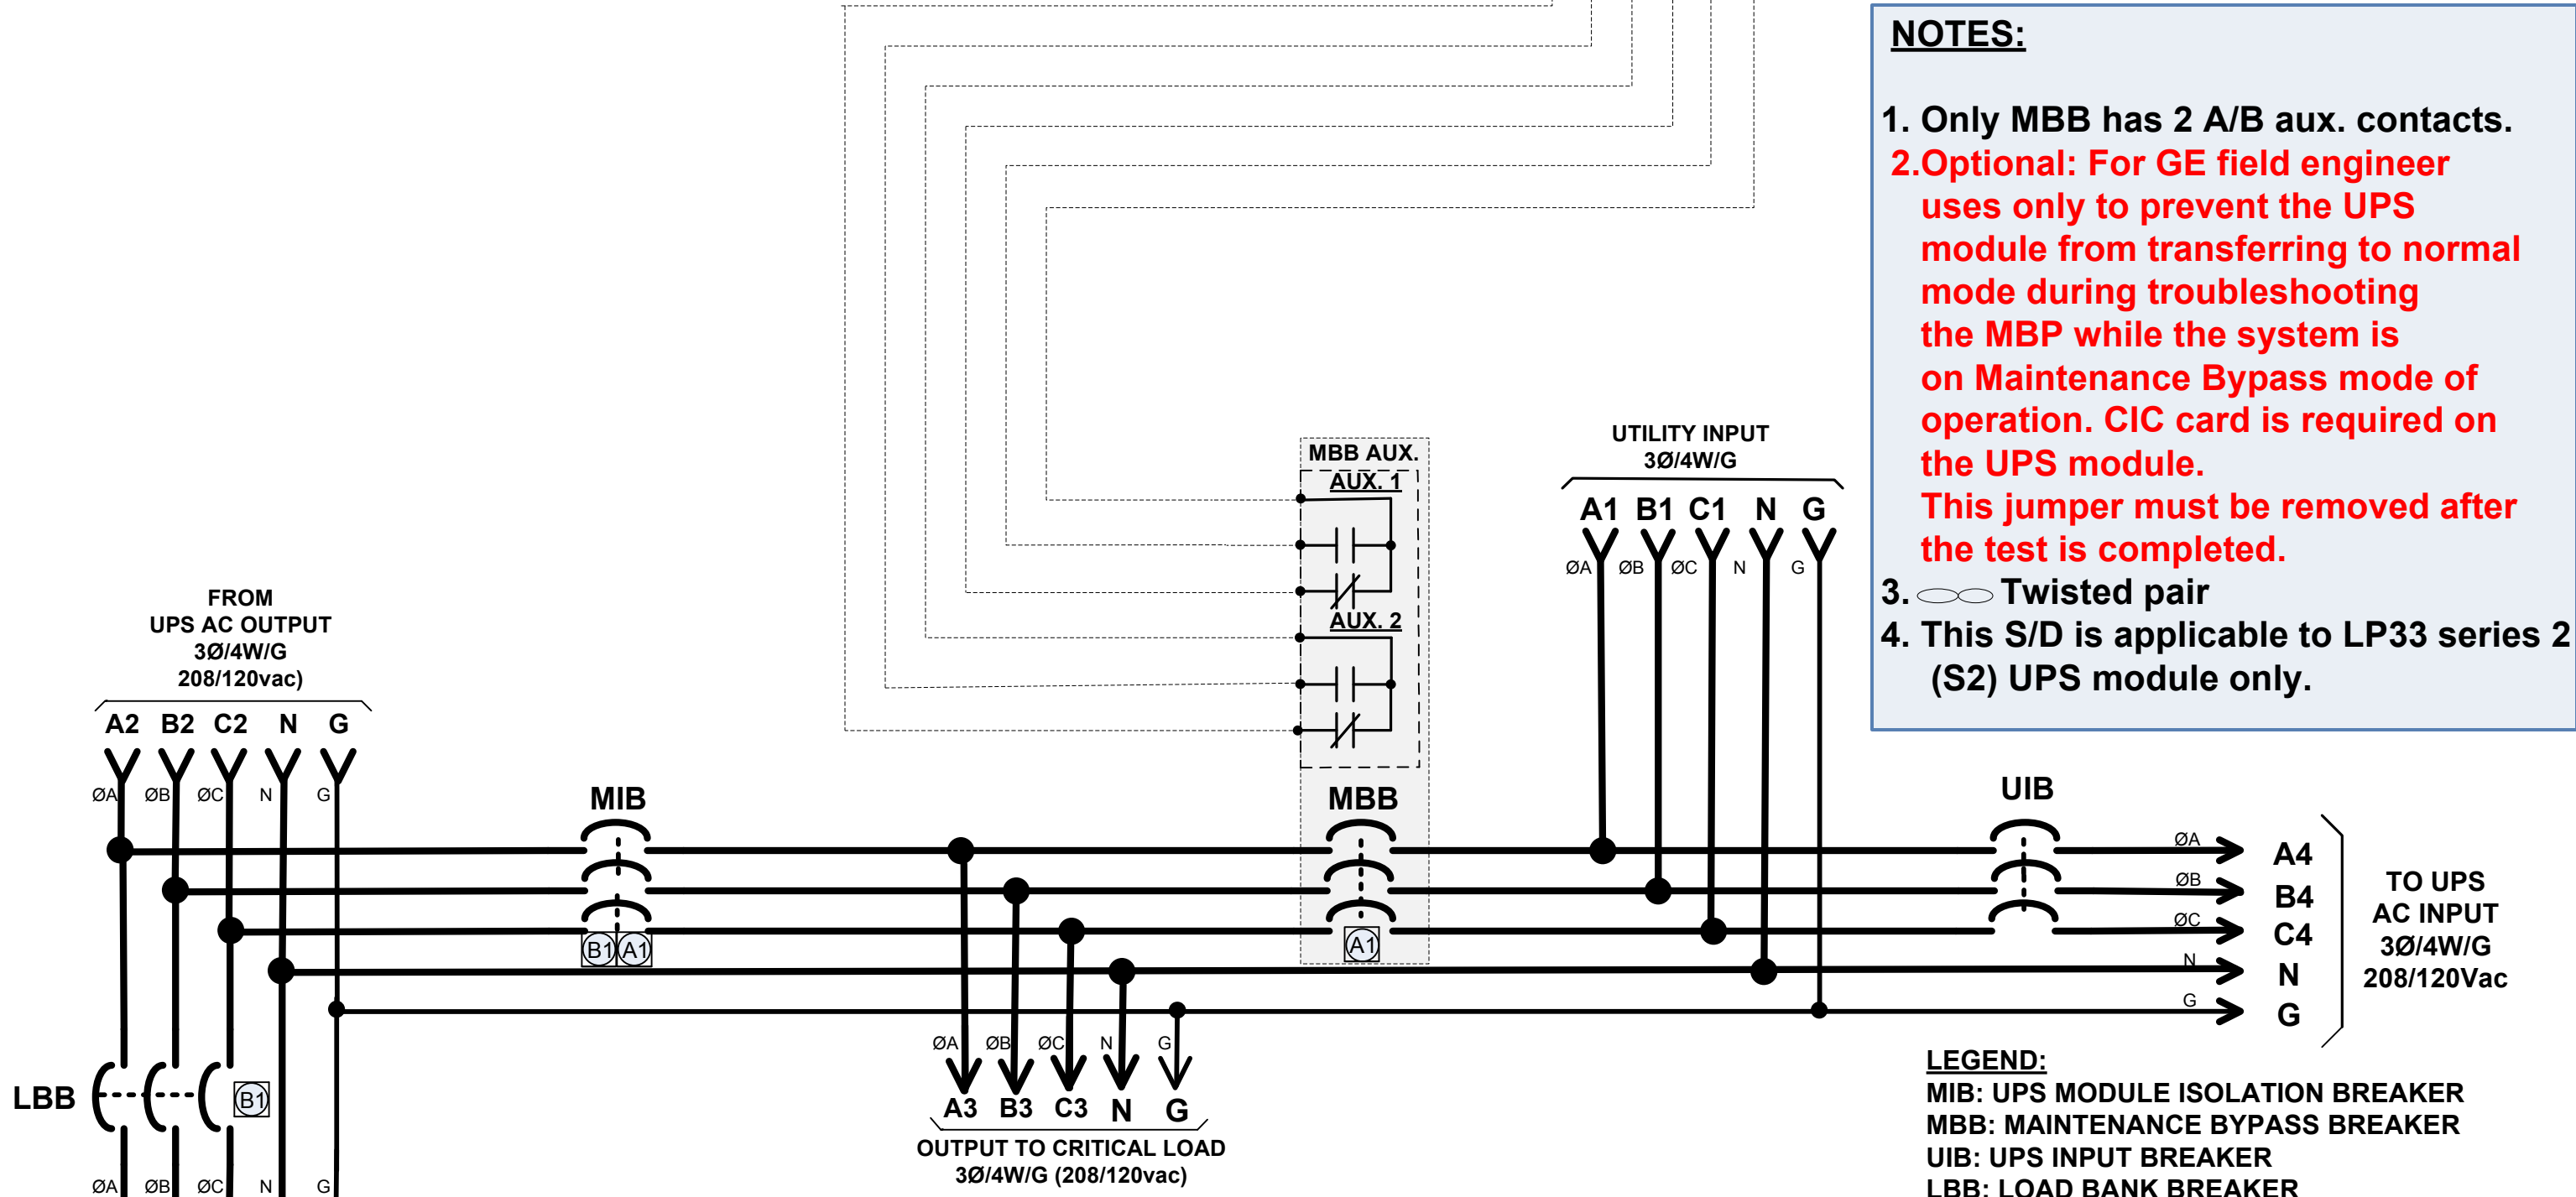 NOTES:
1. Only MBB has 2 A/B aux. contacts.
2.Optional: For GE field engineer
uses only to prevent the UPS
module from transferring to normal
mode during troubleshooting
the MBP while the system is
on Maintenance Bypass mode of
operation. CIC card is required on
the UPS module.
This jumper must be removed after
the test is completed.
3. Twisted pair
4. This S/D is applicable to LP33 series 2
(S2) UPS module only.
MBB AUX.
AUX. 1
AUX. 2
UTILITY INPUT
3Ø/4W/G
A1 B1 C1 N G
ØA ØB ØC N G
FROM
UPS AC OUTPUT
3Ø/4W/G
208/120vac)
A2 B2 C2 N G
ØA ØB ØC N G
MIB
B1 A1
MBB
A1
UIB
ØA A4
ØB B4
ØC C4
N N
G G
TO UPS
AC INPUT
3Ø/4W/G
208/120Vac
LBB
B1
ØA ØB ØC N G
ØA ØB ØC N G
A3 B3 C3 N G
OUTPUT TO CRITICAL LOAD
3Ø/4W/G (208/120vac)
LEGEND:
MIB: UPS MODULE ISOLATION BREAKER
MBB: MAINTENANCE BYPASS BREAKER
UIB: UPS INPUT BREAKER
LBB: LOAD BANK BREAKER